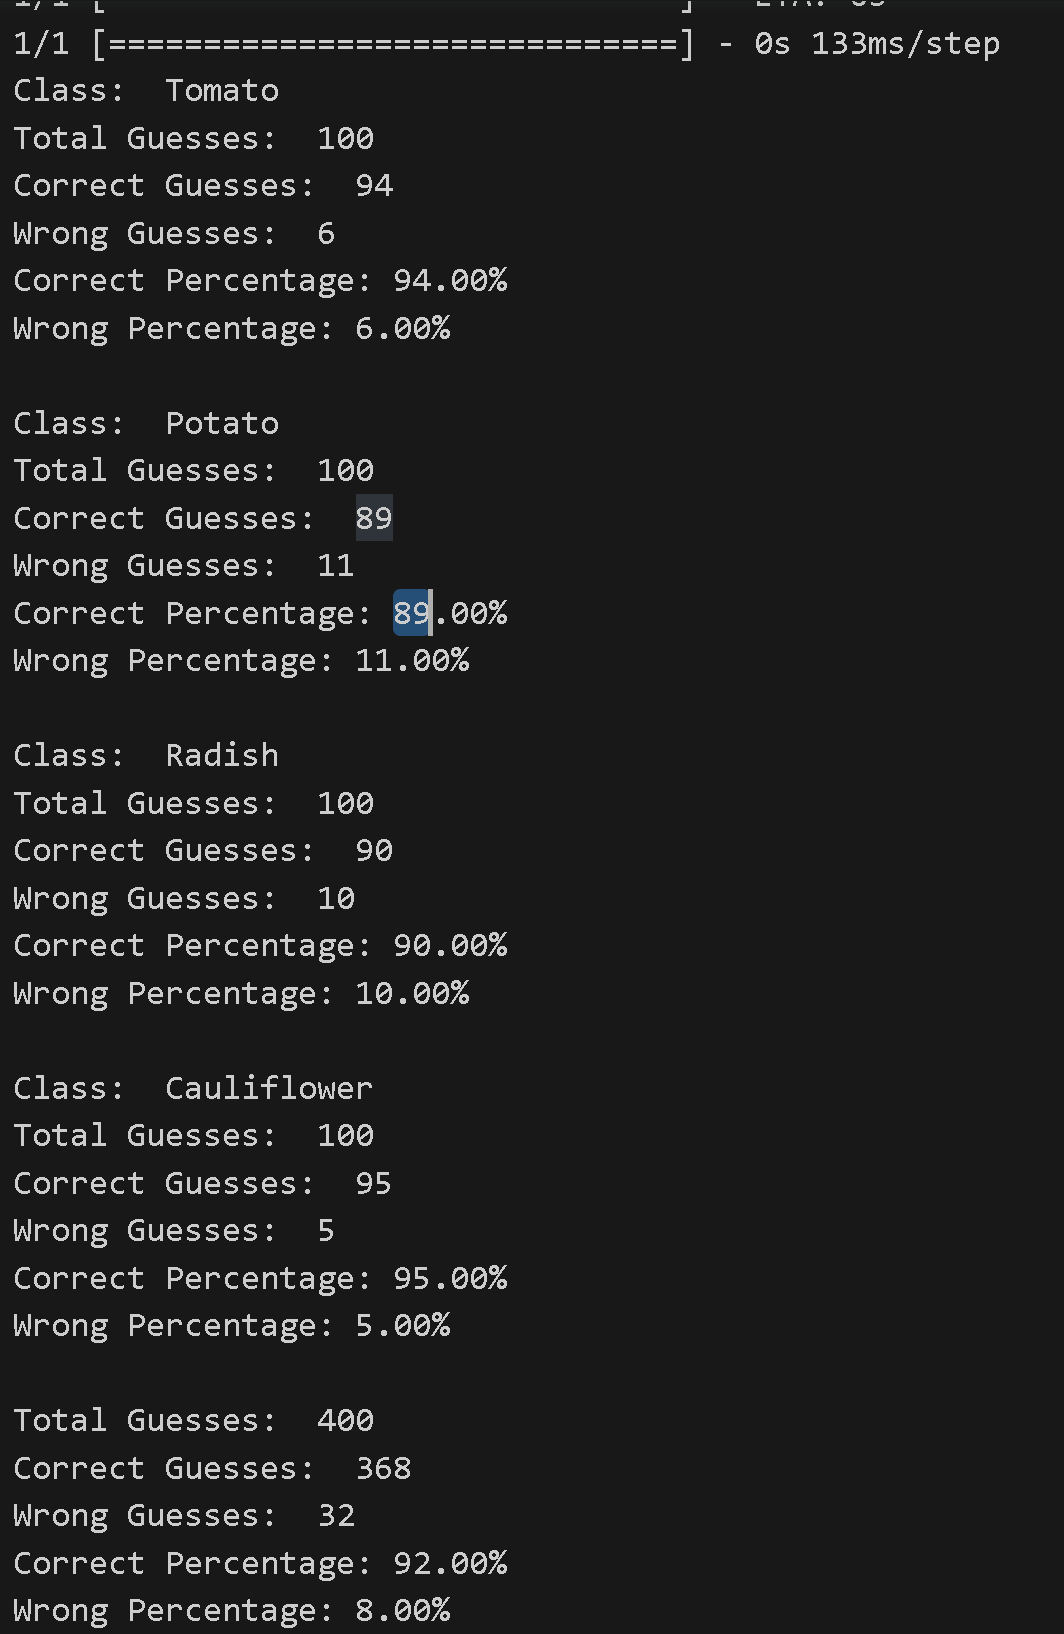 1/1 [==============================] - 0s 133ms/step
Class:  Tomato
Total Guesses:  100
Correct Guesses:  94
Wrong Guesses:  6
Correct Percentage: 94.00%
Wrong Percentage: 6.00%
Class:  Potato
Total Guesses:  100
Correct Guesses:  89
Wrong Guesses:  11
Correct Percentage: 89.00%
Wrong Percentage: 11.00%
Class:  Radish
Total Guesses:  100
Correct Guesses:  90
Wrong Guesses:  10
Correct Percentage: 90.00%
Wrong Percentage: 10.00%
Class:  Cauliflower
Total Guesses:  100
Correct Guesses:  95
Wrong Guesses:  5
Correct Percentage: 95.00%
Wrong Percentage: 5.00%
Total Guesses:  400
Correct Guesses:  368
Wrong Guesses:  32
Correct Percentage: 92.00%
Wrong Percentage: 8.00%